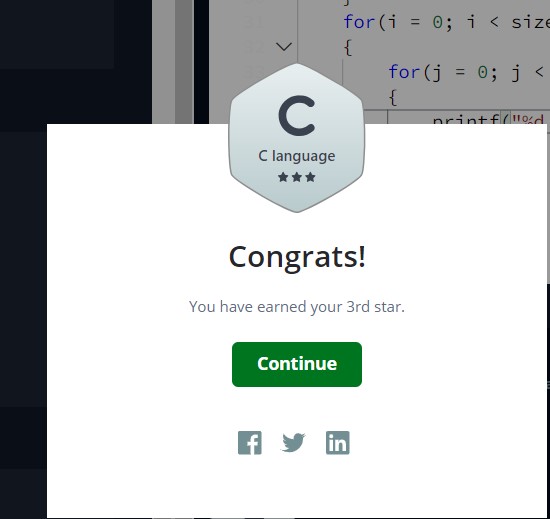 for(i = 0; i < size
{
for(j = 0; j <
{
printf("%d
C
C language
Congrats!
You have earned your 3rd star.
Continue